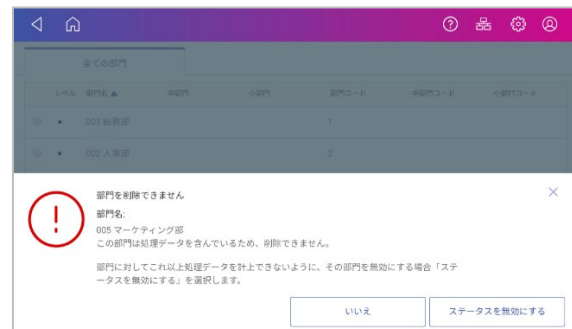 全ての部門
レベル 部門名 ▲ 中部門 小部門 部門コード 中部門コード 小部門コード
001 総務部 1
002 人事部 2
部門を削除できません
部門名:
005 マーケティング部
この部門は処理データを含んでいるため、削除できません。
部門に対してこれ以上処理データを計上できないように、その部門を無効にする場合「ステ
ータスを無効にする」を選択します。
いいえ ステータスを無効にする